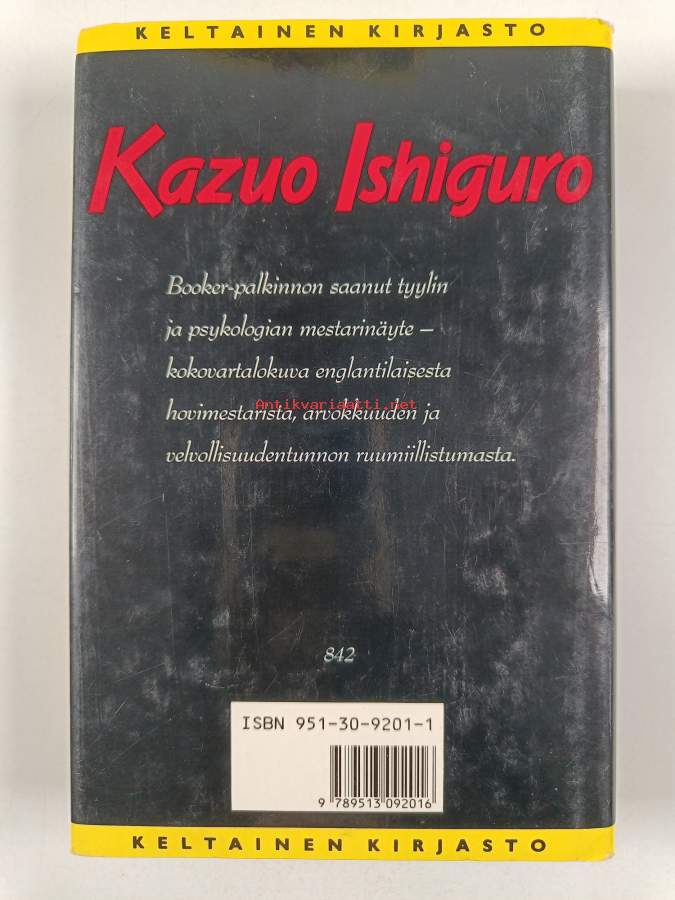 KELTAINEN KIRJASTO
Kazuo Ishiguro
Booker-palkinnon saanut tyylin
ja psykologian mestarinäyte –
kokovartalokuva englantilaisesta
Antikvariaatti.net
hovimestarista, arvokkuuden ja
velvollisuudentunnon ruumiillistumasta.
842
ISBN 951-30-9201-1
9 789513 092016
KELTAINEN KIRJASTO